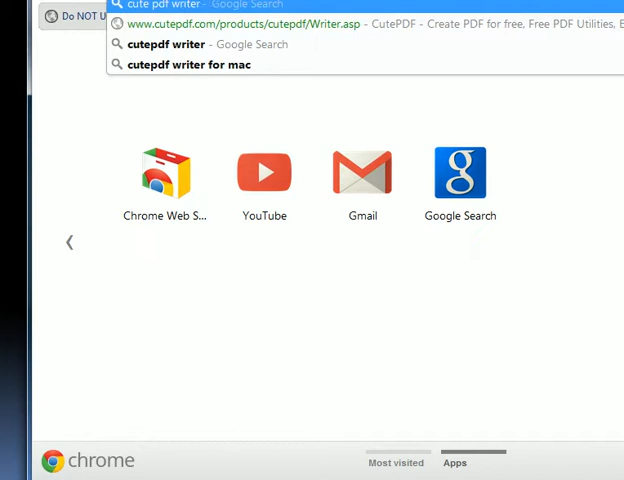 cute pdf writer - Google Search
Do NOT U
www.cutepdf.com/products/cutepdf/Writer.asp - CutePDF - Create PDF for free, Free PDF Utilities,
cutepdf writer - Google Search
cutepdf writer for mac
Chrome Web S... YouTube Gmail Google Search
chrome
Most visited Apps